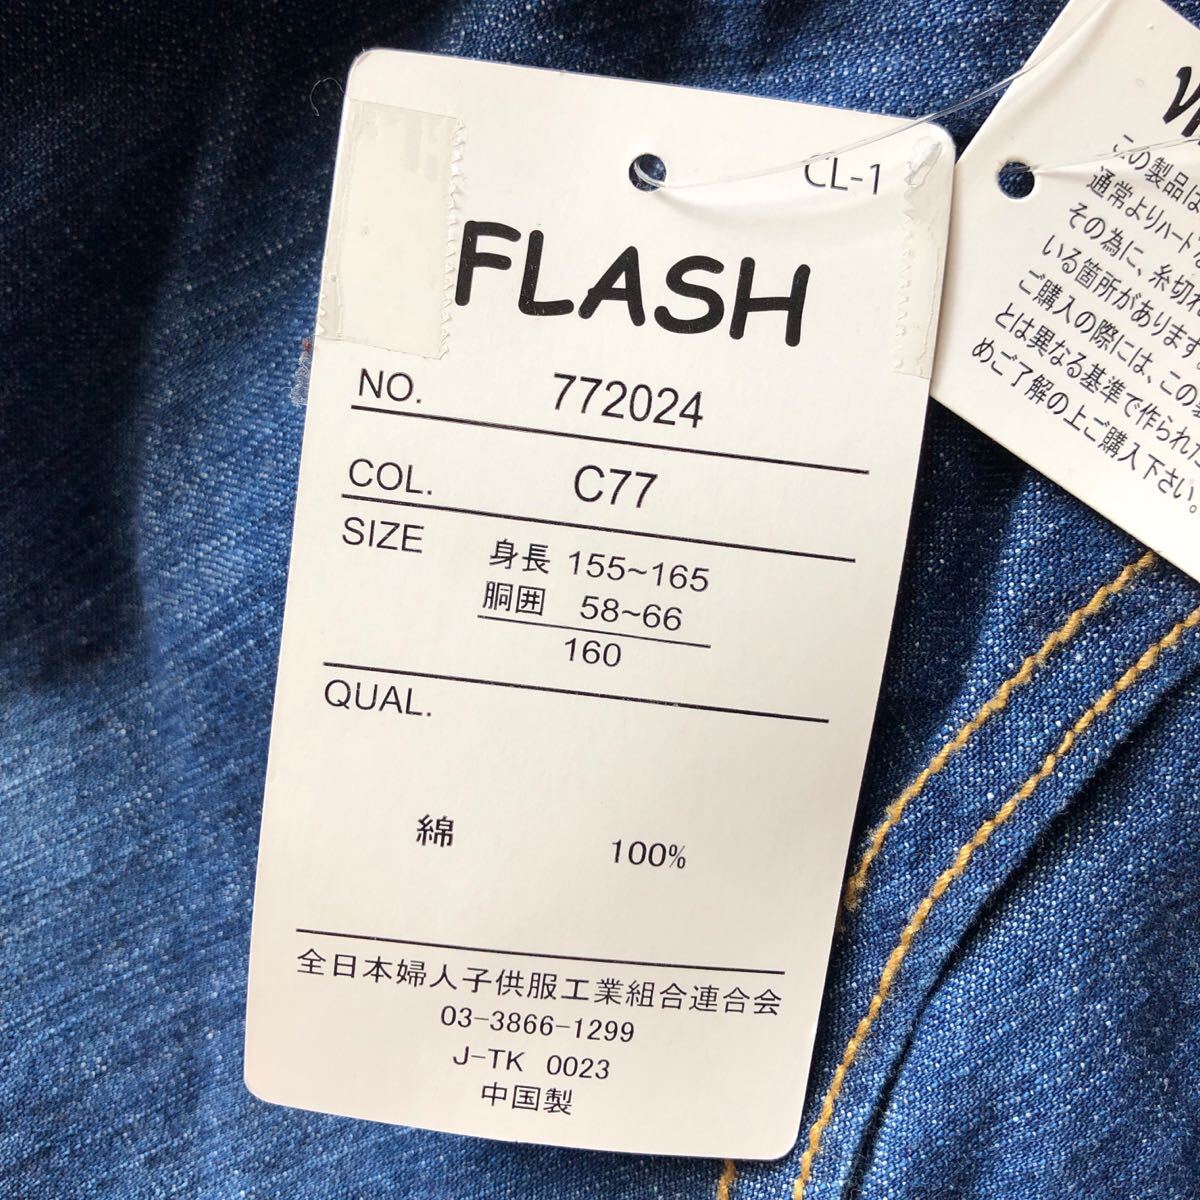 CL-1
FLASH
NO. 772024
COL. C77
SIZE 身長 155~165
胴囲 58~66
160
QUAL.
綿 100%
全日本婦人子供服工業組合連合会
03-3866-1299
J-TK 0023
中国製
この製品は
通常よりハード
その為に、糸切れ
いる箇所があります
ご購入の際には、この
とは異なる基準で作られた
めご了解の上ご購入下さい。